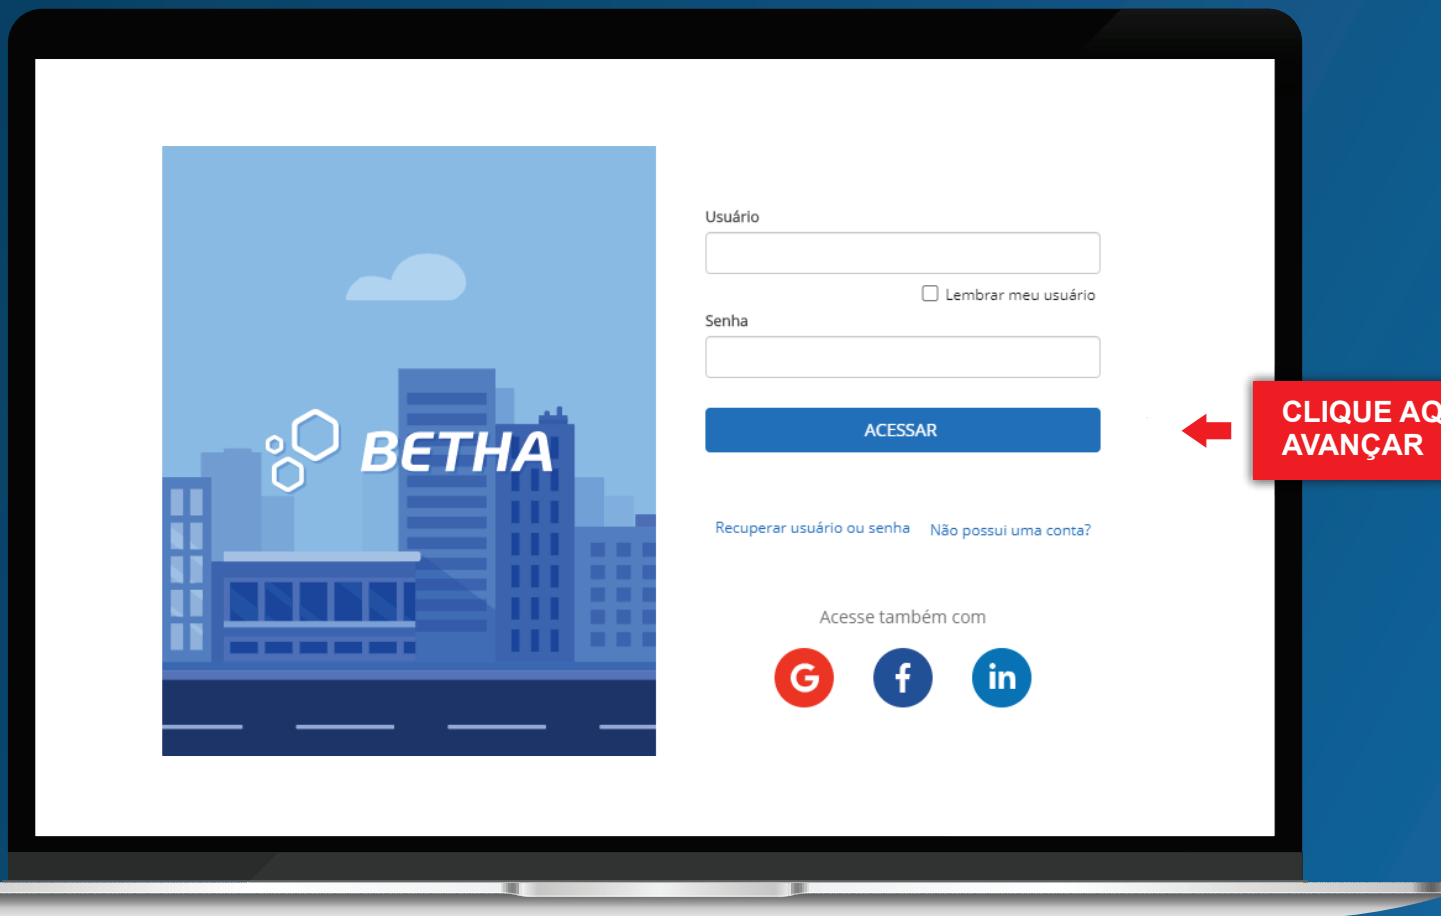 Usuário
Lembrar meu usuário
Senha
BETHA
ACESSAR
CLIQUE
AVANÇAR
Recuperar usuário ou senha
Não possui uma conta?
Acesse também com
G
f
in